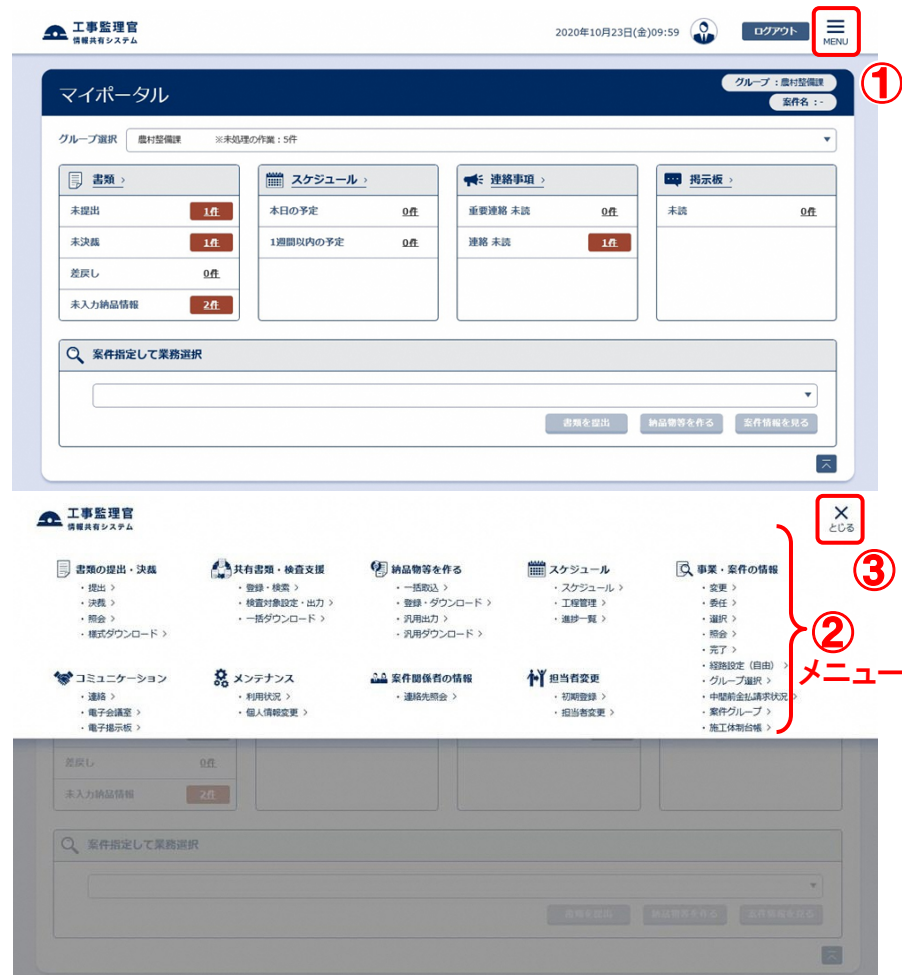 工事監理官
情報共有システム
2020年10月23日(金)09:59
ログアウト
MENU
①
マイポータル
グループ：農村整備課
案件名：-
グループ選択 農村整備課 ※未処理の作業：5件
書類 ›
未提出 1件
未決裁 1件
差戻し 0件
未入力納品情報 2件
スケジュール ›
本日の予定 0件
1週間以内の予定 0件
連絡事項 ›
重要連絡 未読 0件
連絡 未読 1件
掲示板 ›
未読 0件
案件指定して業務選択
書類を提出 納品物等を作る 案件情報を見る
工事監理官
情報共有システム
とじる
③
書類の提出・決裁
・提出 ›
・決裁 ›
・照会 ›
・様式ダウンロード ›
共有書類・検査支援
・登録・検索 ›
・検査対象設定・出力 ›
・一括ダウンロード ›
納品物等を作る
・一括取込 ›
・登録・ダウンロード ›
・汎用出力 ›
・汎用ダウンロード ›
スケジュール
・スケジュール ›
・工程管理 ›
・進捗一覧 ›
事業・案件の情報
・変更 ›
・委任 ›
・選択 ›
・照会 ›
・完了 ›
・経路設定（自由） ›
・グループ選択 ›
・中間前金払請求状況 ›
・案件グループ ›
・施工体制台帳 ›
②
メニュー
コミュニケーション
・連絡 ›
・電子会議室 ›
・電子掲示板 ›
メンテナンス
・利用状況 ›
・個人情報変更 ›
案件関係者の情報
・連絡先照会 ›
担当者変更
・初期登録 ›
・担当者変更 ›
差戻し 0件
未入力納品情報 2件
案件指定して業務選択
書類を提出 納品物等を作る 案件情報を見る